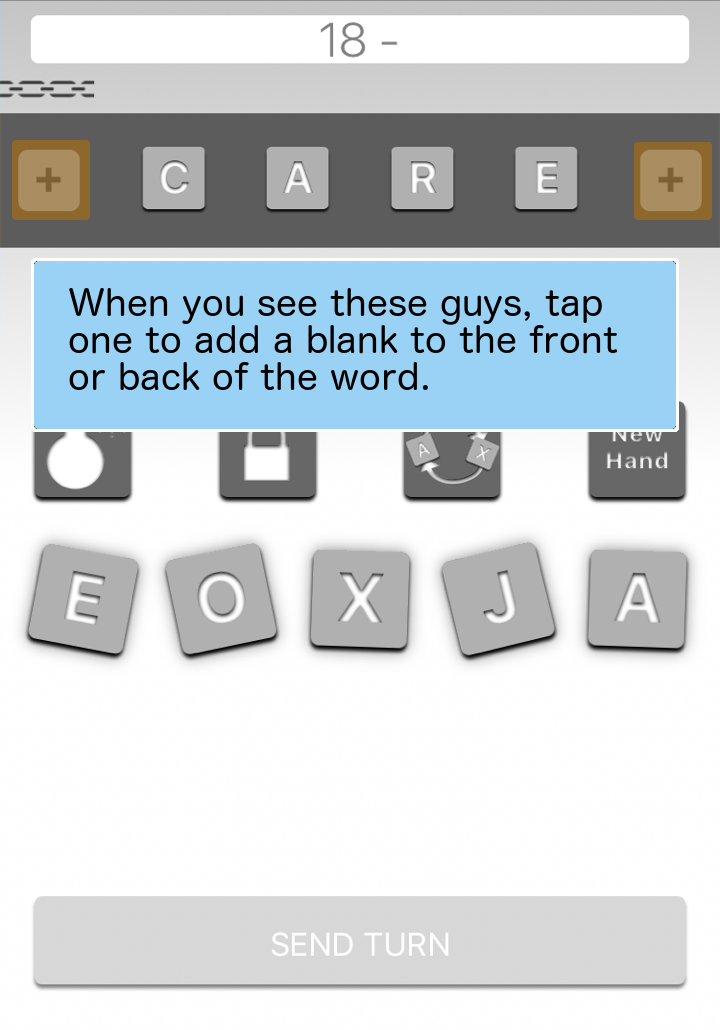 18 -
+ C A R E +
When you see these guys, tap
one to add a blank to the front
or back of the word.
A X
New
Hand
E O X J A
SEND TURN